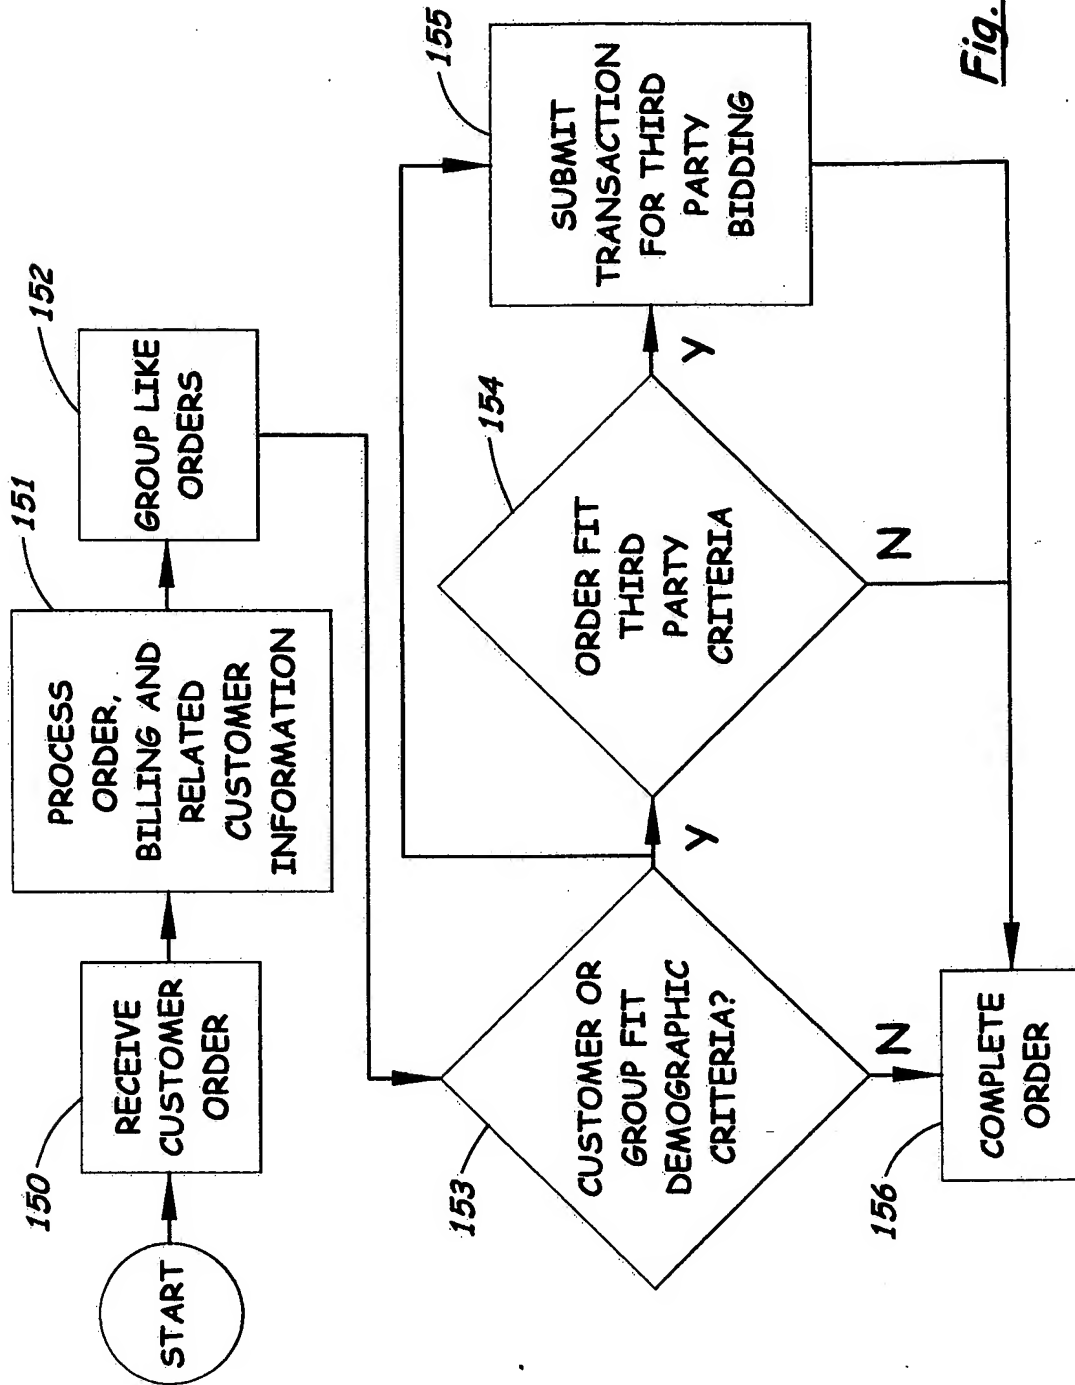 START
150
RECEIVE
CUSTOMER
ORDER
151
PROCESS
ORDER,
BILLING AND
RELATED
CUSTOMER
INFORMATION
152
GROUP LIKE
ORDERS
153
CUSTOMER OR
GROUP FIT
DEMOGRAPHIC
CRITERIA?
Y
N
154
ORDER FIT
THIRD
PARTY
CRITERIA
Y
N
155
SUBMIT
TRANSACTION
FOR THIRD
PARTY
BIDDING
156
COMPLETE
ORDER
Fig.